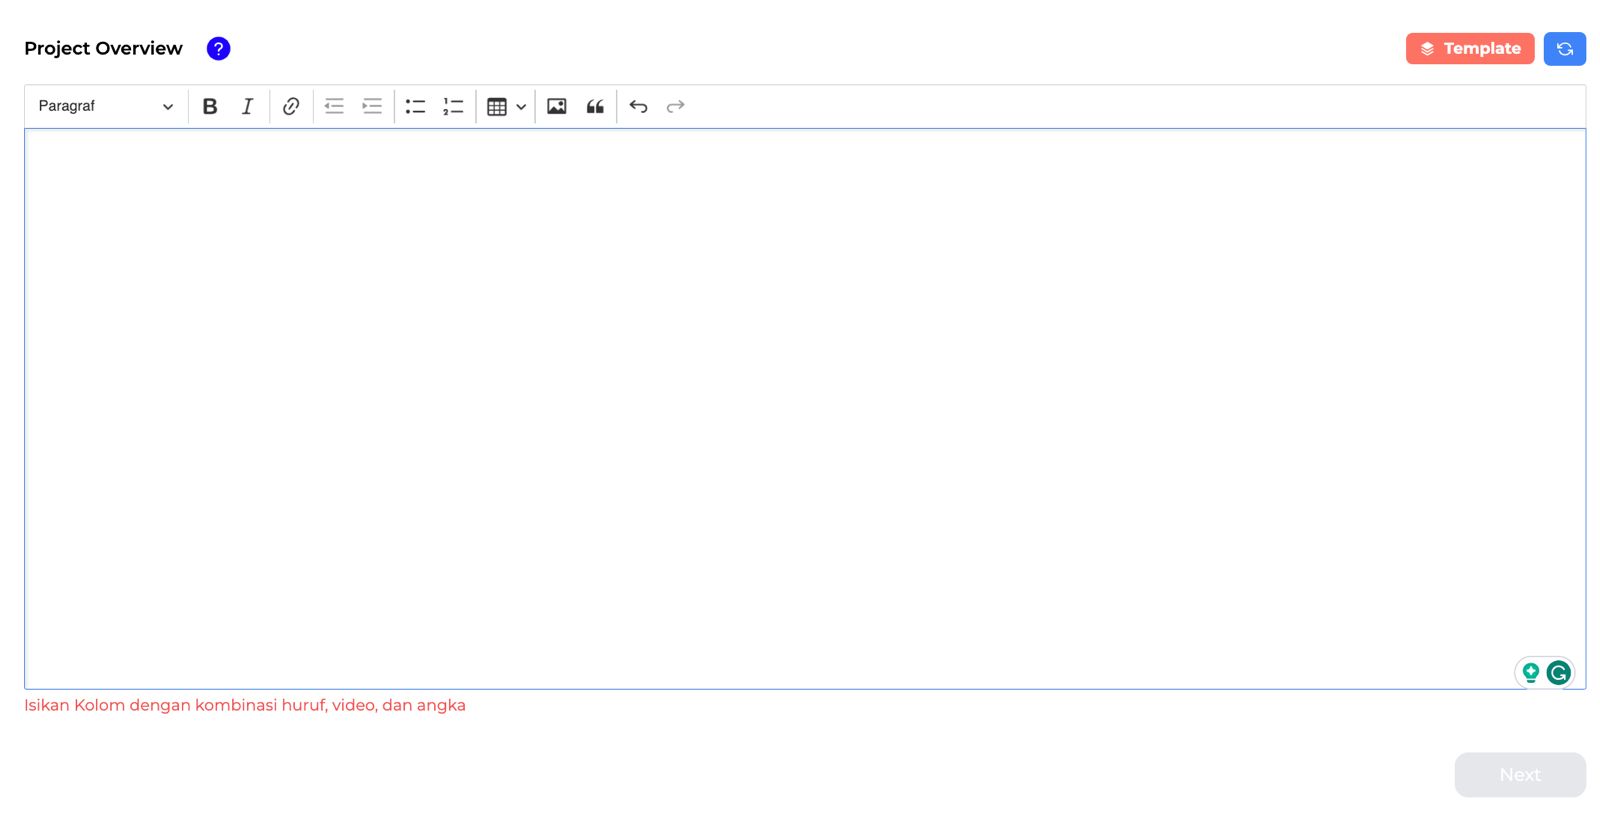 Project Overview ?
Template
Paragraf
Isikan Kolom dengan kombinasi huruf, video, dan angka
Next